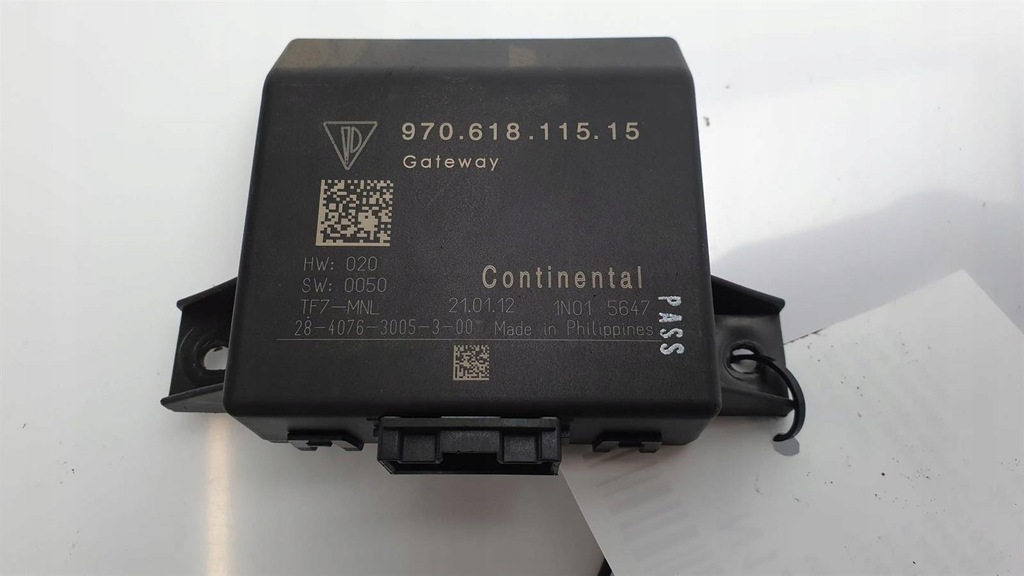 970.618.115.15
Gateway
HW: 020
SW: 0050
Continental
TF7-MNL 21.01.12 1N01 5647
28-4076-3005-3-00 Made in Philippines
PASS